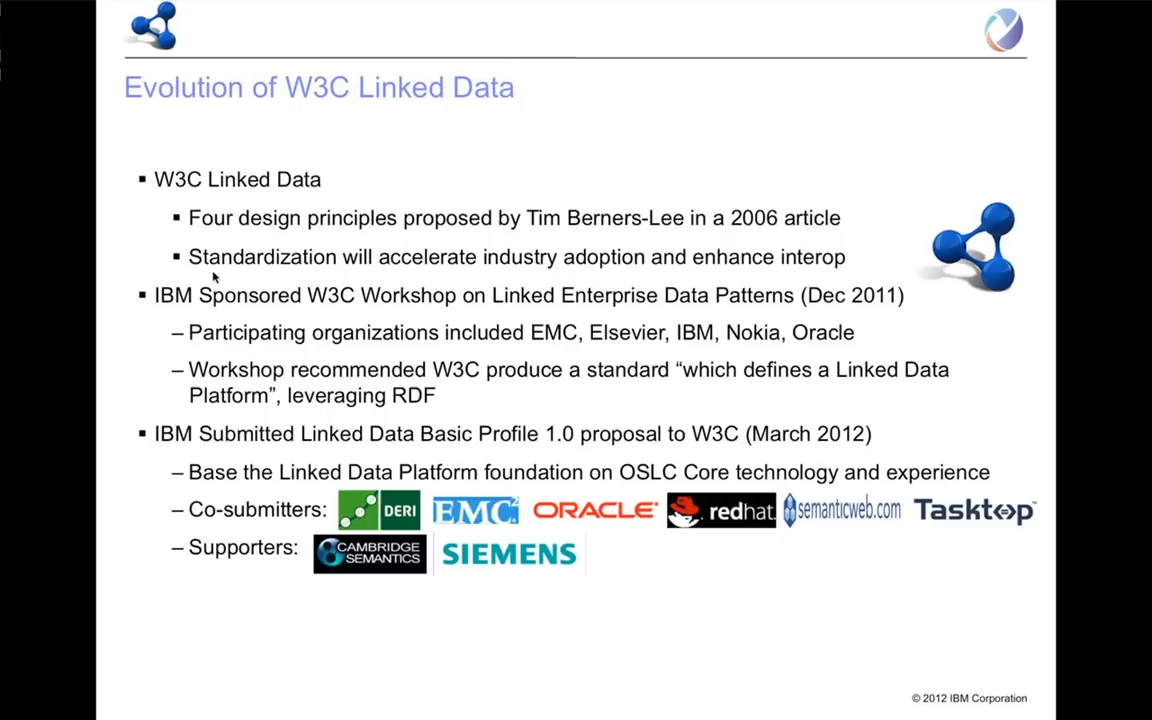 Evolution of W3C Linked Data
▪ W3C Linked Data
▪ Four design principles proposed by Tim Berners-Lee in a 2006 article
▪ Standardization will accelerate industry adoption and enhance interop
▪ IBM Sponsored W3C Workshop on Linked Enterprise Data Patterns (Dec 2011)
– Participating organizations included EMC, Elsevier, IBM, Nokia, Oracle
– Workshop recommended W3C produce a standard “which defines a Linked Data
Platform”, leveraging RDF
▪ IBM Submitted Linked Data Basic Profile 1.0 proposal to W3C (March 2012)
– Base the Linked Data Platform foundation on OSLC Core technology and experience
– Co-submitters: DERI EMC² ORACLE redhat. semanticweb.com Tasktop
– Supporters: CAMBRIDGE SEMANTICS SIEMENS
© 2012 IBM Corporation